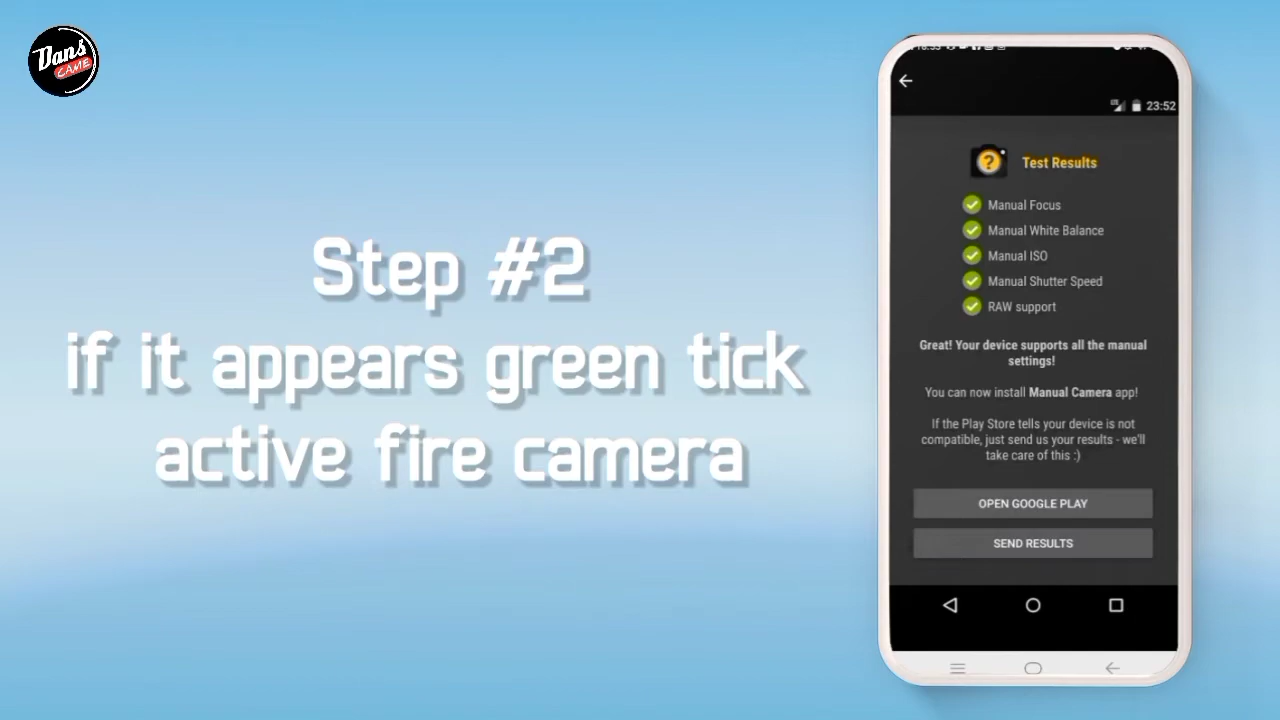 Dans
CAME
Step #2
if it appears green tick
active fire camera
23:52
Test Results
Manual Focus
Manual White Balance
Manual ISO
Manual Shutter Speed
RAW support
Great! Your device supports all the manual
settings!
You can now install Manual Camera app!
If the Play Store tells your device is not
compatible, just send us your results - we'll
take care of this :)
OPEN GOOGLE PLAY
SEND RESULTS